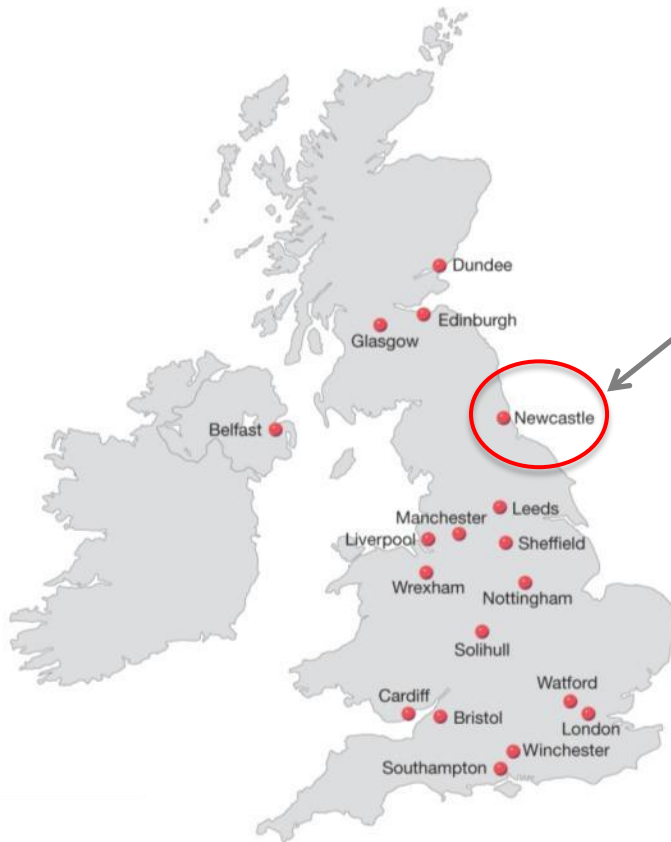 Dundee
Edinburgh
Glasgow
Newcastle
Belfast
Leeds
Manchester
Liverpool
Sheffield
Wrexham
Nottingham
Solihull
Watford
Cardiff
Bristol
London
Winchester
Southampton